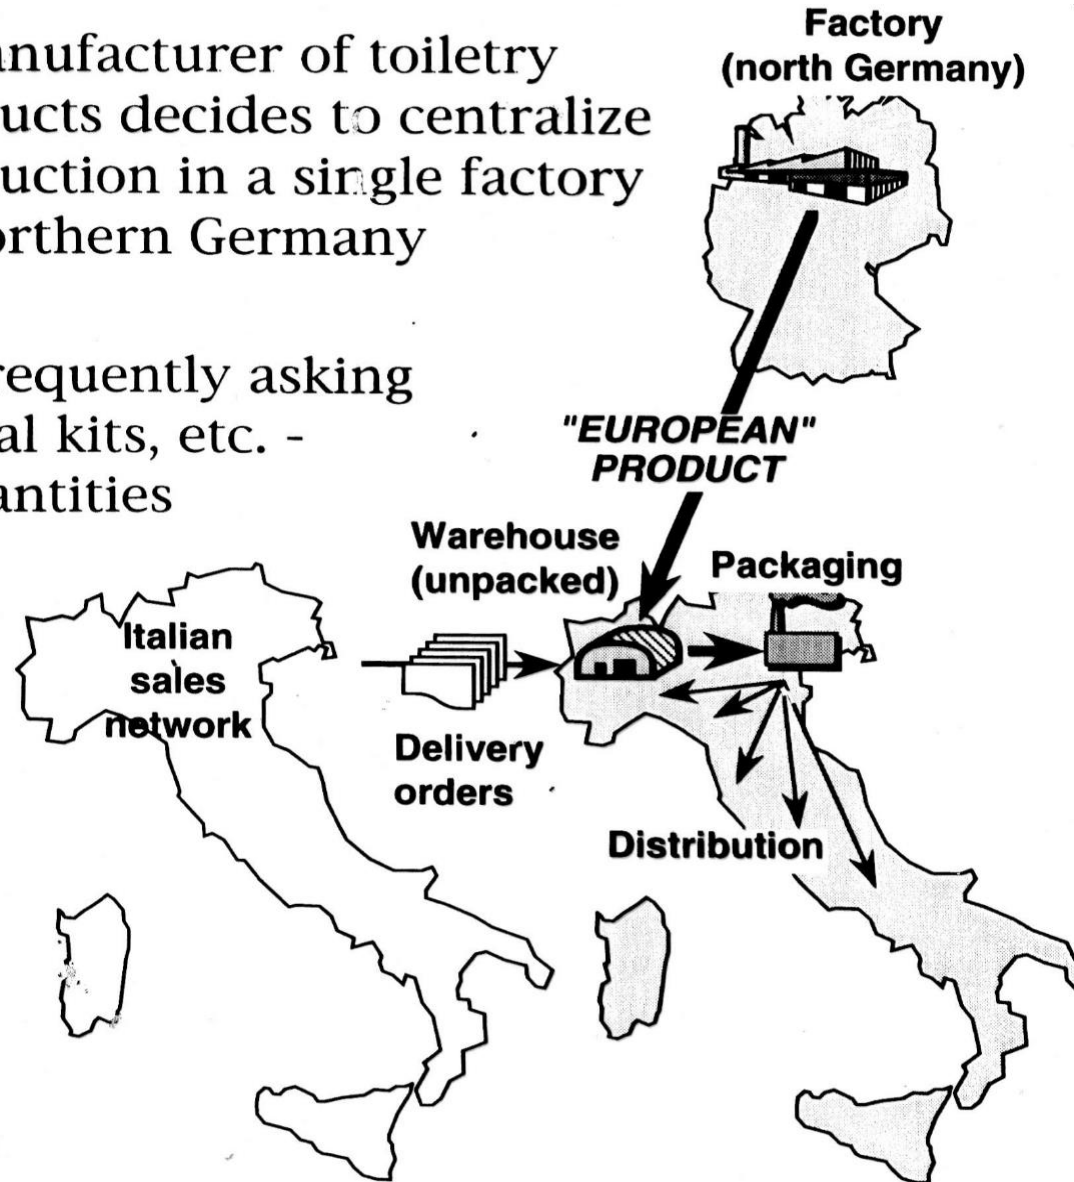 Factory
(north Germany)
anufacturer of toiletry
ucts decides to centralize
uction in a single factory
orthern Germany
requently asking
al kits, etc. -
antities
"EUROPEAN"
PRODUCT
Warehouse
(unpacked)
Packaging
Italian
sales
network
Delivery
orders
Distribution